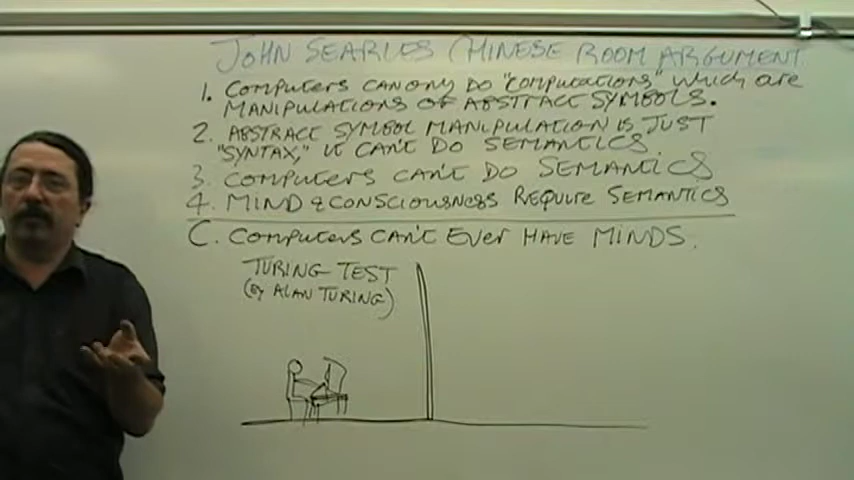 JOHN SEARLES CHINESE ROOM ARGUMENT
1. COMPUTERS CAN ONLY DO "COMPUTATIONS" WHICH ARE
MANIPULATIONS OF ABSTRACT SYMBOLS.
2. ABSTRACT SYMBOL MANIPULATION IS JUST
"SYNTAX," IT CAN'T DO SEMANTICS.
3. COMPUTERS CAN'T DO SEMANTICS
4. MIND & CONSCIOUSNESS REQUIRE SEMANTICS
C. COMPUTERS CAN'T EVER HAVE MINDS.
TURING TEST
(By ALAN TURING)